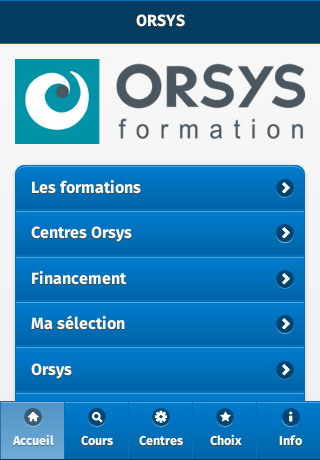 ORSYS
ORSYS
formation
Les formations
Centres Orsys
Financement
Ma sélection
Orsys
Accueil
Cours
Centres
Choix
Info